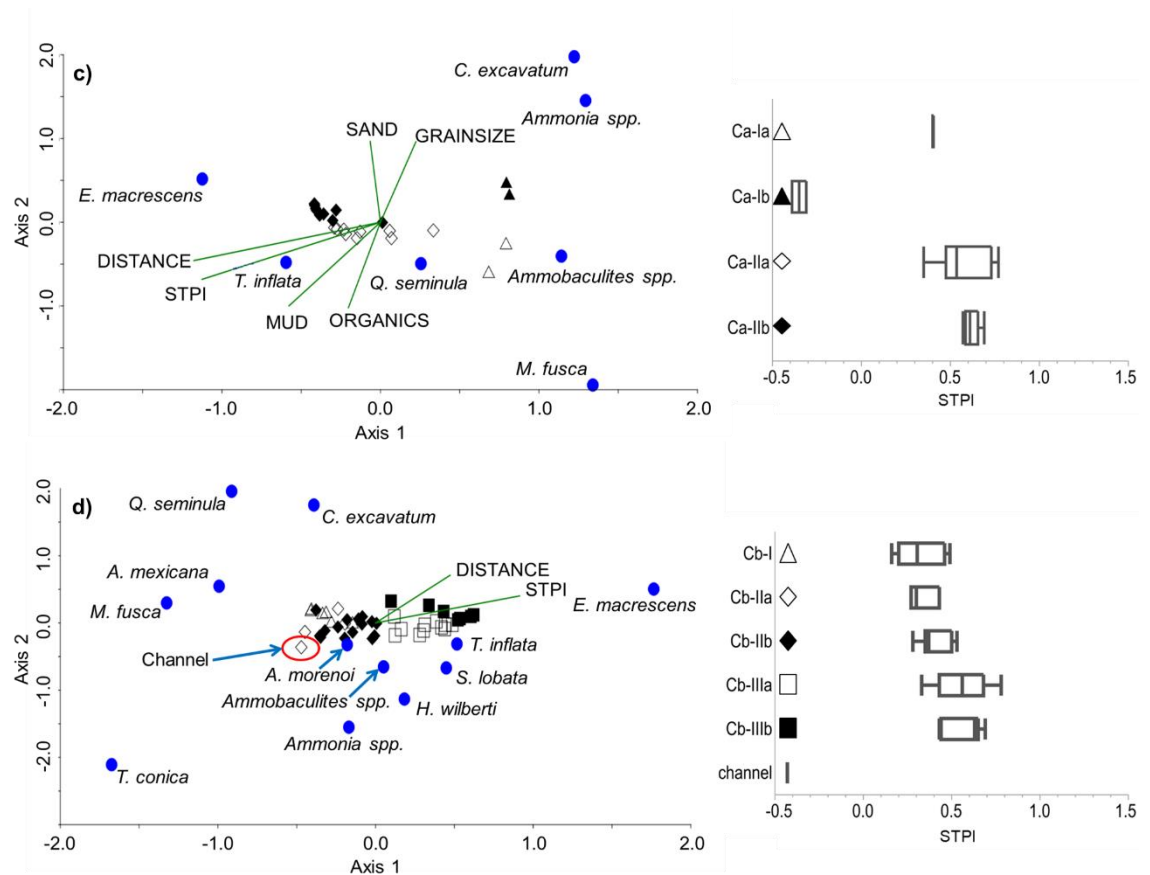 c)
2.0
1.0
0.0
-1.0
Axis 2
C. excavatum
Ammonia spp.
SAND
GRAINSIZE
E. macrescens
DISTANCE
STPI
T. inflata
Q. seminula
Ammobaculites spp.
MUD
ORGANICS
M. fusca
-2.0
-1.0
0.0
1.0
2.0
Axis 1
Ca-Ia
Ca-Ib
Ca-IIa
Ca-IIb
-0.5
0.0
0.5
1.0
1.5
STPI
d)
2.0
1.0
0.0
-1.0
-2.0
Axis 2
Q. seminula
C. excavatum
A. mexicana
DISTANCE
STPI
M. fusca
E. macrescens
Channel
T. inflata
A. morenoi
S. lobata
Ammobaculites spp.
H. wilberti
Ammonia spp.
T. conica
-2.0
-1.0
0.0
1.0
2.0
Axis 1
Cb-I
Cb-IIa
Cb-IIb
Cb-IIIa
Cb-IIIb
channel
-0.5
0.0
0.5
1.0
1.5
STPI